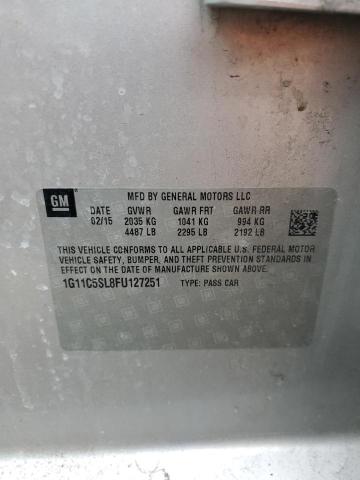 GM
MFD BY GENERAL MOTORS LLC
DATE GVWR GAWR FRT GAWR RR
02/15 2035 KG 1041 KG 994 KG
4487 LB 2295 LB 2192 LB
THIS VEHICLE CONFORMS TO ALL APPLICABLE U.S. FEDERAL MOTOR
VEHICLE SAFETY, BUMPER, AND THEFT PREVENTION STANDARDS
IN EFFECT ON THE DATE OF MANUFACTURE SHOWN ABOVE.
1G11C5SL8FU127251 TYPE: PASS CAR